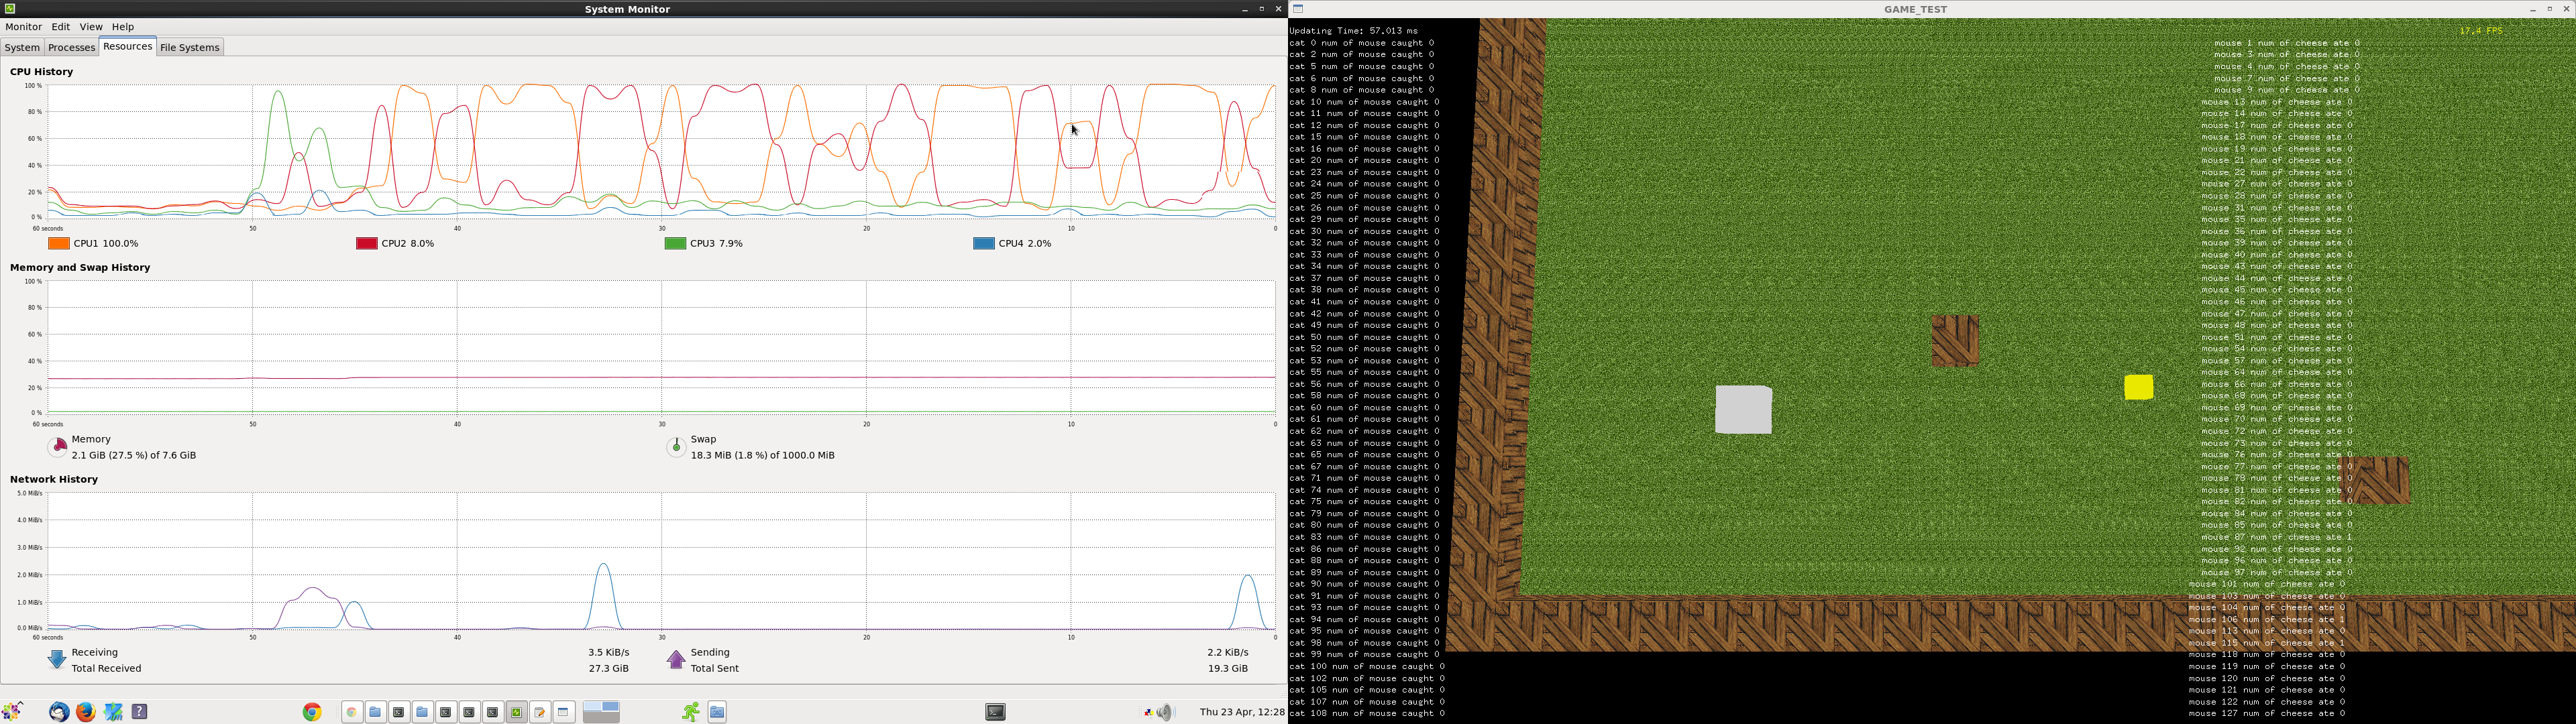 System Monitor
Monitor Edit View Help
System Processes Resources File Systems
CPU History
100 %
80 %
60 %
40 %
20 %
0 %
60 seconds 50 40 30 20 10 0
CPU1 100.0% CPU2 8.0% CPU3 7.9% CPU4 2.0%
Memory and Swap History
100 %
80 %
60 %
40 %
20 %
0 %
60 seconds 50 40 30 20 10 0
Memory
2.1 GiB (27.5 %) of 7.6 GiB
Swap
18.3 MiB (1.8 %) of 1000.0 MiB
Network History
5.0 MiB/s
4.0 MiB/s
3.0 MiB/s
2.0 MiB/s
1.0 MiB/s
0.0 MiB/s
60 seconds 50 40 30 20 10 0
Receiving 3.5 KiB/s
Total Received 27.3 GiB
Sending 2.2 KiB/s
Total Sent 19.3 GiB
Thu 23 Apr, 12:28
GAME_TEST
Updating Time: 57.013 ms
17.4 FPS
cat 0 num of mouse caught 0
cat 2 num of mouse caught 0
cat 5 num of mouse caught 0
cat 6 num of mouse caught 0
cat 8 num of mouse caught 0
cat 10 num of mouse caught 0
cat 11 num of mouse caught 0
cat 12 num of mouse caught 0
cat 15 num of mouse caught 0
cat 16 num of mouse caught 0
cat 20 num of mouse caught 0
cat 23 num of mouse caught 0
cat 24 num of mouse caught 0
cat 25 num of mouse caught 0
cat 26 num of mouse caught 0
cat 29 num of mouse caught 0
cat 30 num of mouse caught 0
cat 32 num of mouse caught 0
cat 33 num of mouse caught 0
cat 34 num of mouse caught 0
cat 37 num of mouse caught 0
cat 38 num of mouse caught 0
cat 41 num of mouse caught 0
cat 42 num of mouse caught 0
cat 49 num of mouse caught 0
cat 50 num of mouse caught 0
cat 52 num of mouse caught 0
cat 53 num of mouse caught 0
cat 55 num of mouse caught 0
cat 56 num of mouse caught 0
cat 58 num of mouse caught 0
cat 60 num of mouse caught 0
cat 61 num of mouse caught 0
cat 62 num of mouse caught 0
cat 63 num of mouse caught 0
cat 65 num of mouse caught 0
cat 67 num of mouse caught 0
cat 71 num of mouse caught 0
cat 74 num of mouse caught 0
cat 75 num of mouse caught 0
cat 79 num of mouse caught 0
cat 80 num of mouse caught 0
cat 83 num of mouse caught 0
cat 86 num of mouse caught 0
cat 88 num of mouse caught 0
cat 89 num of mouse caught 0
cat 90 num of mouse caught 0
cat 91 num of mouse caught 0
cat 93 num of mouse caught 0
cat 94 num of mouse caught 0
cat 95 num of mouse caught 0
cat 98 num of mouse caught 0
cat 99 num of mouse caught 0
cat 100 num of mouse caught 0
cat 102 num of mouse caught 0
cat 105 num of mouse caught 0
cat 107 num of mouse caught 0
cat 108 num of mouse caught 0
mouse 1 num of cheese ate 0
mouse 3 num of cheese ate 0
mouse 4 num of cheese ate 0
mouse 7 num of cheese ate 0
mouse 9 num of cheese ate 0
mouse 13 num of cheese ate 0
mouse 14 num of cheese ate 0
mouse 17 num of cheese ate 0
mouse 18 num of cheese ate 0
mouse 19 num of cheese ate 0
mouse 21 num of cheese ate 0
mouse 22 num of cheese ate 0
mouse 27 num of cheese ate 0
mouse 28 num of cheese ate 0
mouse 31 num of cheese ate 0
mouse 35 num of cheese ate 0
mouse 36 num of cheese ate 0
mouse 39 num of cheese ate 0
mouse 40 num of cheese ate 0
mouse 43 num of cheese ate 0
mouse 44 num of cheese ate 0
mouse 45 num of cheese ate 0
mouse 46 num of cheese ate 0
mouse 47 num of cheese ate 0
mouse 48 num of cheese ate 0
mouse 51 num of cheese ate 0
mouse 54 num of cheese ate 0
mouse 57 num of cheese ate 0
mouse 64 num of cheese ate 0
mouse 66 num of cheese ate 0
mouse 68 num of cheese ate 0
mouse 69 num of cheese ate 0
mouse 70 num of cheese ate 0
mouse 72 num of cheese ate 0
mouse 73 num of cheese ate 0
mouse 76 num of cheese ate 0
mouse 77 num of cheese ate 0
mouse 78 num of cheese ate 0
mouse 81 num of cheese ate 0
mouse 82 num of cheese ate 0
mouse 84 num of cheese ate 0
mouse 85 num of cheese ate 0
mouse 87 num of cheese ate 1
mouse 92 num of cheese ate 0
mouse 96 num of cheese ate 0
mouse 97 num of cheese ate 0
mouse 101 num of cheese ate 0
mouse 103 num of cheese ate 0
mouse 104 num of cheese ate 0
mouse 106 num of cheese ate 1
mouse 113 num of cheese ate 0
mouse 115 num of cheese ate 1
mouse 118 num of cheese ate 0
mouse 119 num of cheese ate 0
mouse 120 num of cheese ate 0
mouse 121 num of cheese ate 0
mouse 122 num of cheese ate 0
mouse 127 num of cheese ate 0